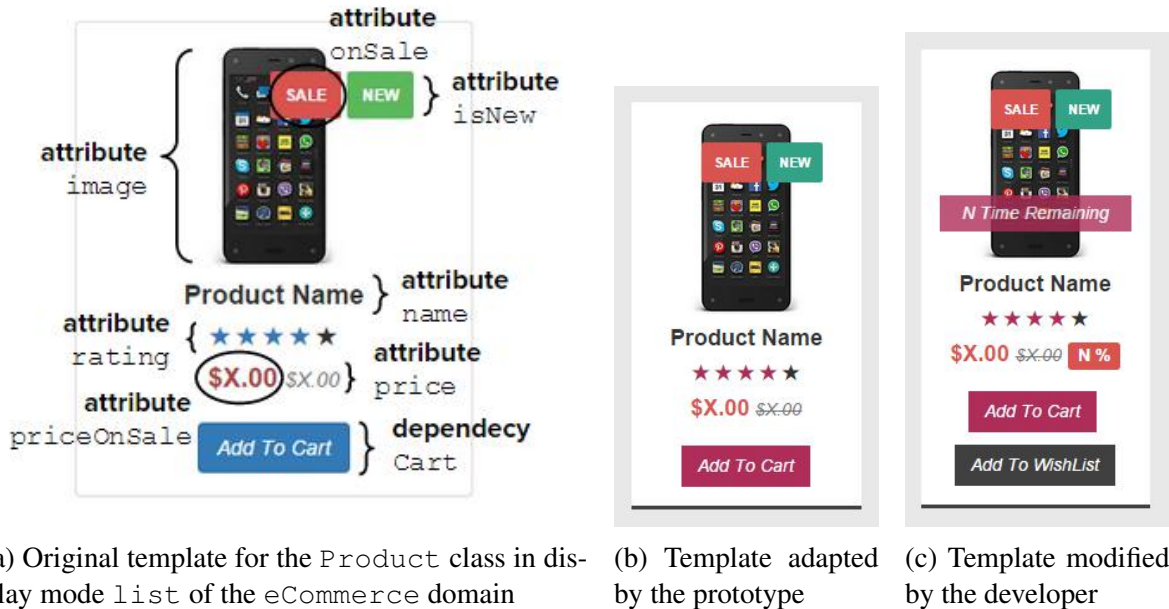 attribute
onSale
SALE
NEW
attribute
isNew
attribute
image
Product Name
attribute
name
attribute
rating
$X.00 $X.00
attribute
price
attribute
priceOnSale
Add To Cart
dependecy
Cart
a) Original template for the Product class in dis-
lay mode list of the eCommerce domain
SALE
NEW
Product Name
$X.00 $X.00
Add To Cart
(b) Template adapted
by the prototype
SALE
NEW
N Time Remaining
Product Name
$X.00 $X.00 N %
Add To Cart
Add To WishList
(c) Template modified
by the developer